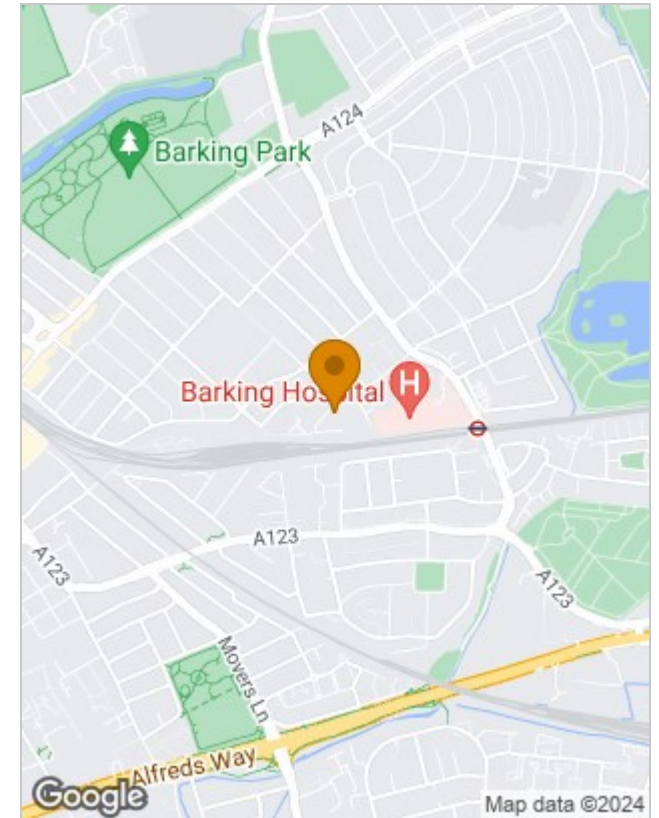 A124
Barking Park
Barking Hospital
H
A123
A123
A123
Movers Ln
Alfreds Way
Google
Map data ©2024